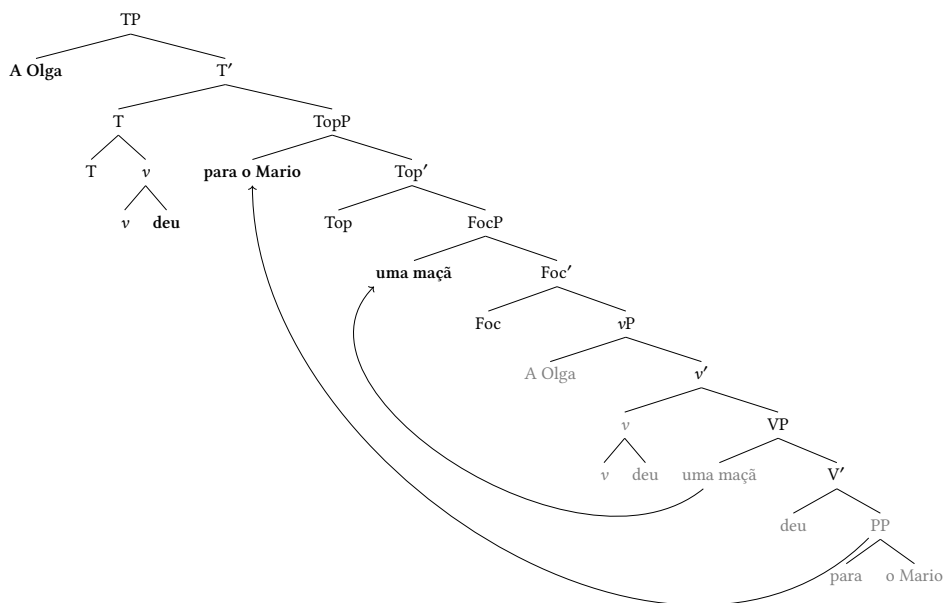 TP
A Olga T′
T TopP
T v para o Mario Top′
v deu Top FocP
uma maçã Foc′
Foc vP
A Olga v′
v VP
v deu uma maçã V′
deu PP
para o Mario